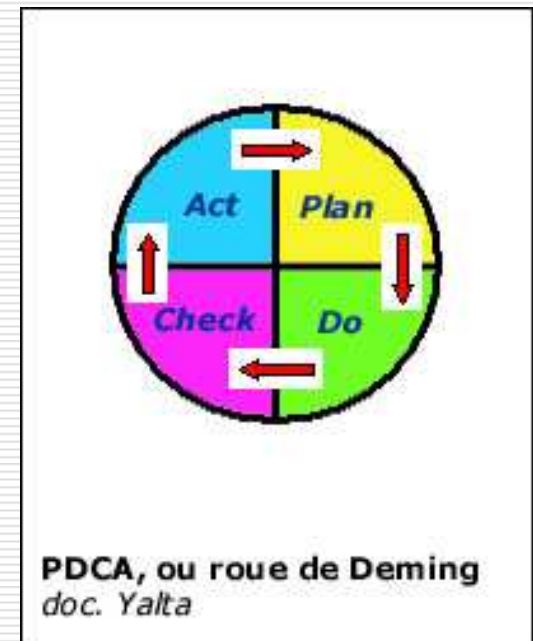 Act Plan
Check Do
PDCA, ou roue de Deming
doc. Yalta